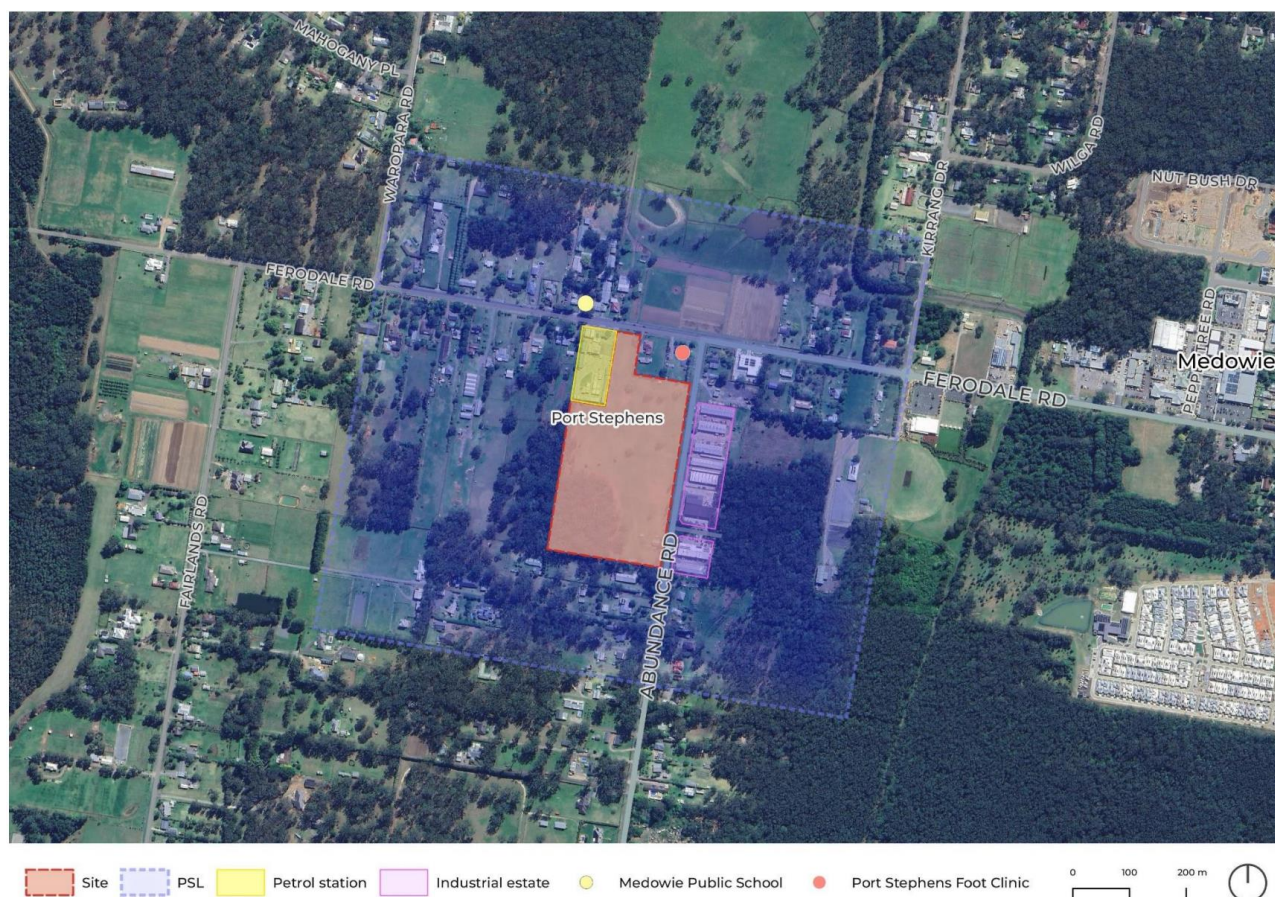 MAHOGANY PL
WAROPARA RD
KIRRANG DR
WILGA RD
NUT BUSH DR
FERODALE RD
Port Stephens
FERODALE RD
PEPPERTREE RD
Medowie
FAIRLANDS RD
ABUNDANCE RD
Site
PSL
Petrol station
Industrial estate
Medowie Public School
Port Stephens Foot Clinic
0 100 200 m